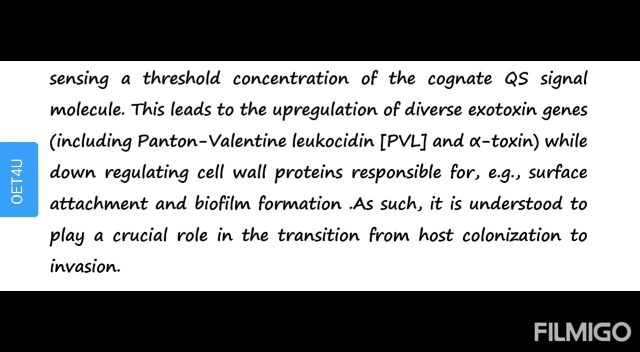 sensing a threshold concentration of the cognate QS signal
molecule. This leads to the upregulation of diverse exotoxin genes
(including Panton-Valentine leukocidin [PVL] and α-toxin) while
down regulating cell wall proteins responsible for, e.g., surface
attachment and biofilm formation .As such, it is understood to
play a crucial role in the transition from host colonization to
invasion.
OET4U
FILMIGO